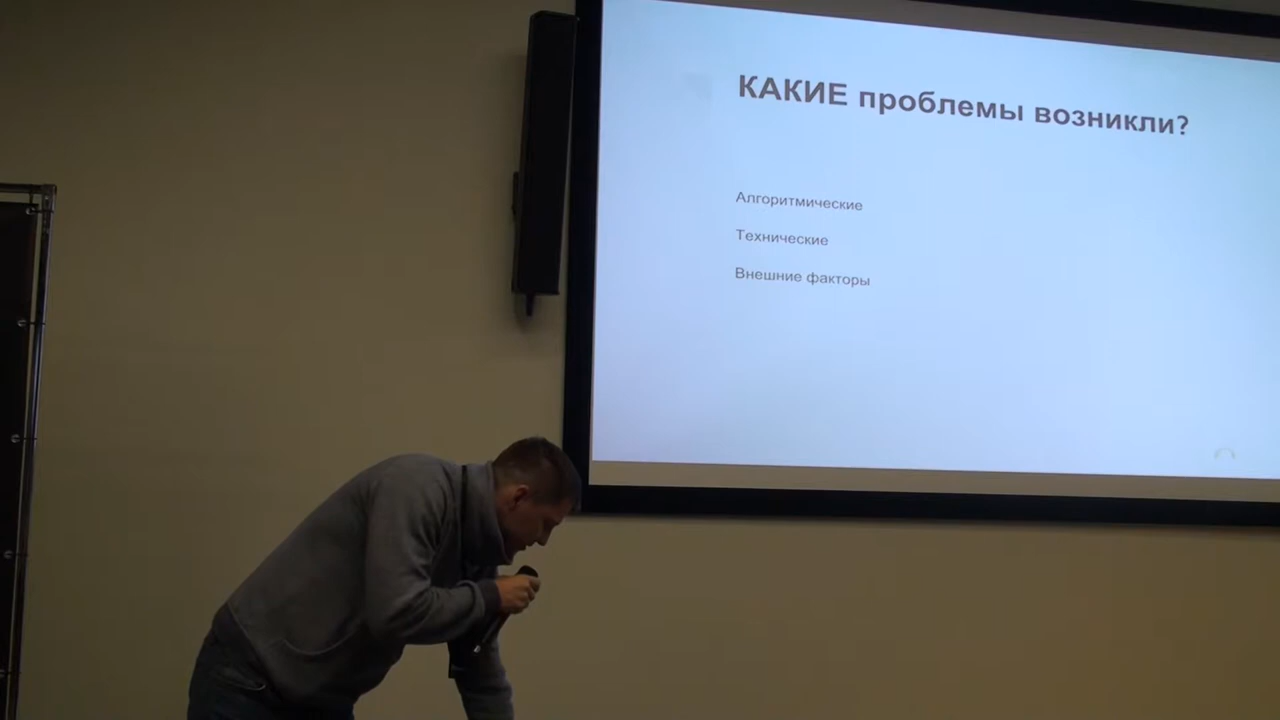 КАКИЕ проблемы возникли?
Алгоритмические
Технические
Внешние факторы